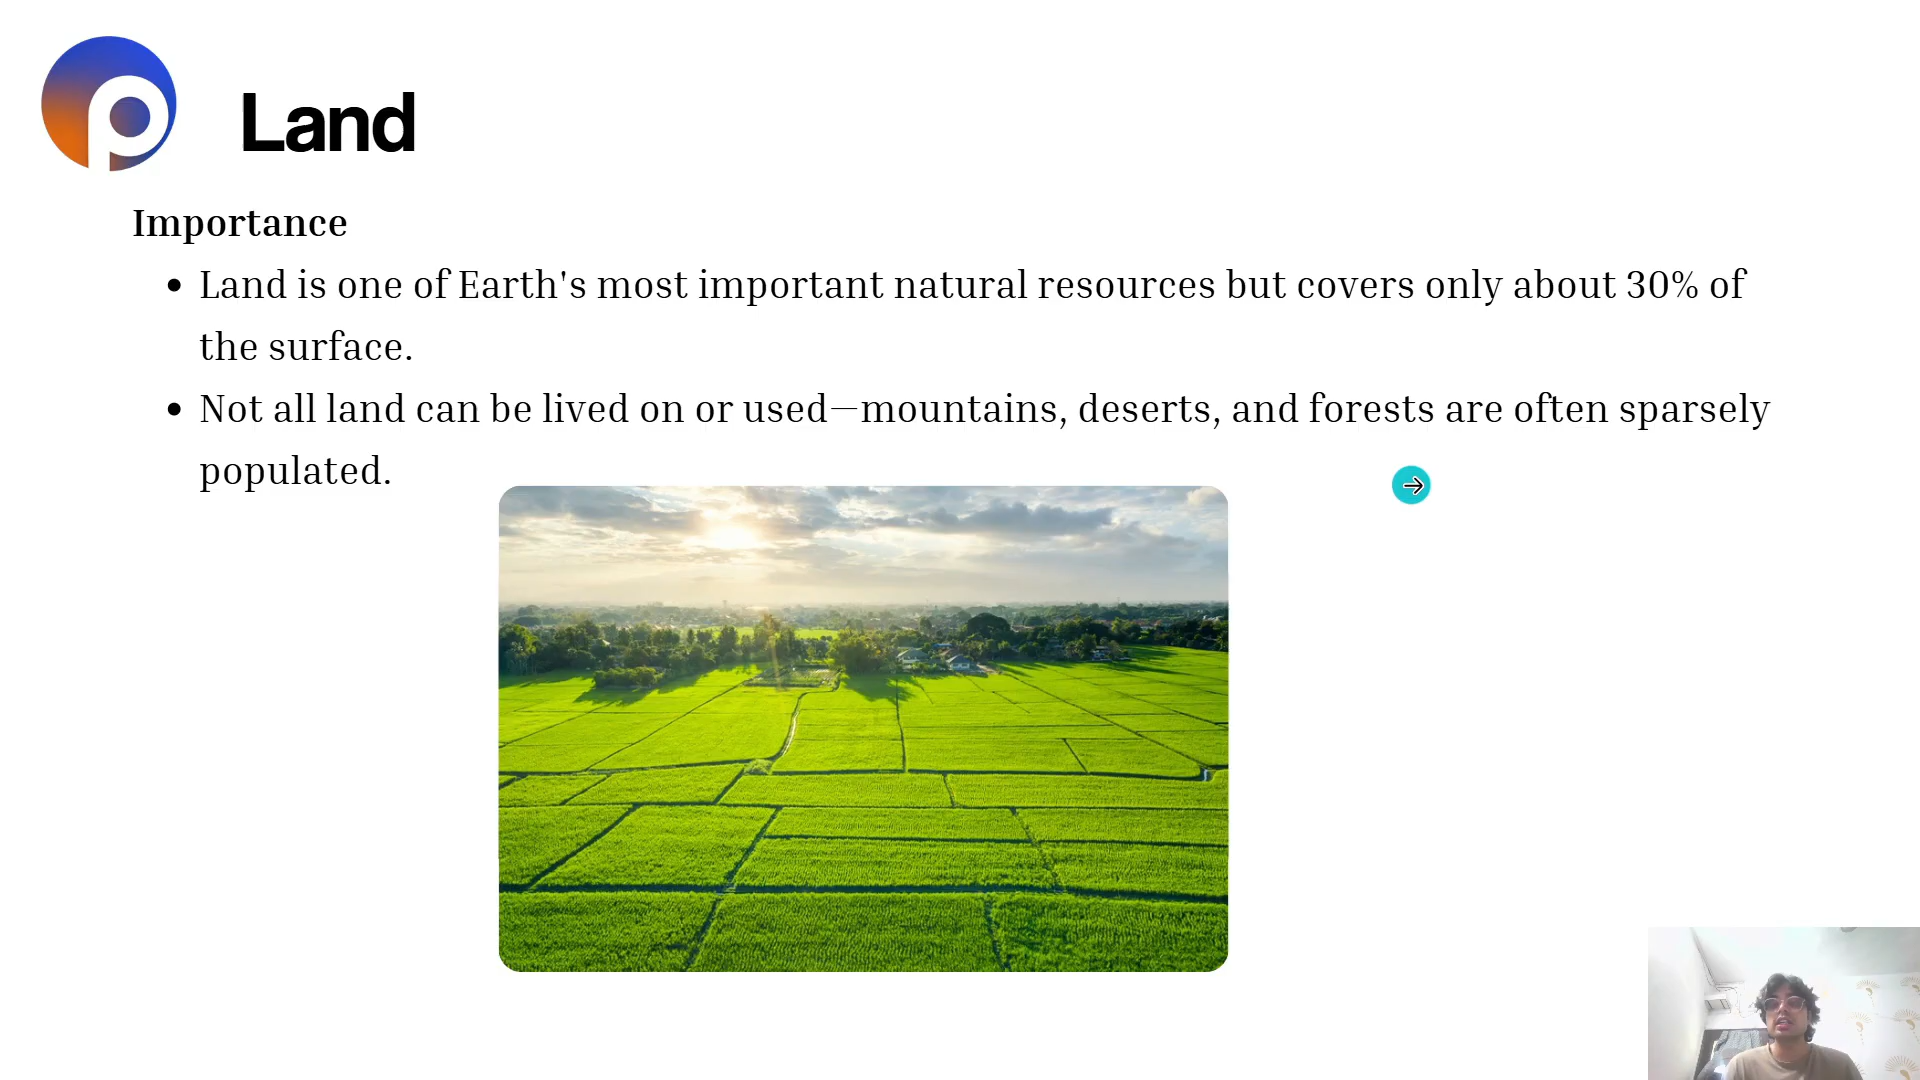 Land
Importance
• Land is one of Earth's most important natural resources but covers only about 30% of
the surface.
• Not all land can be lived on or used—mountains, deserts, and forests are often sparsely
populated.